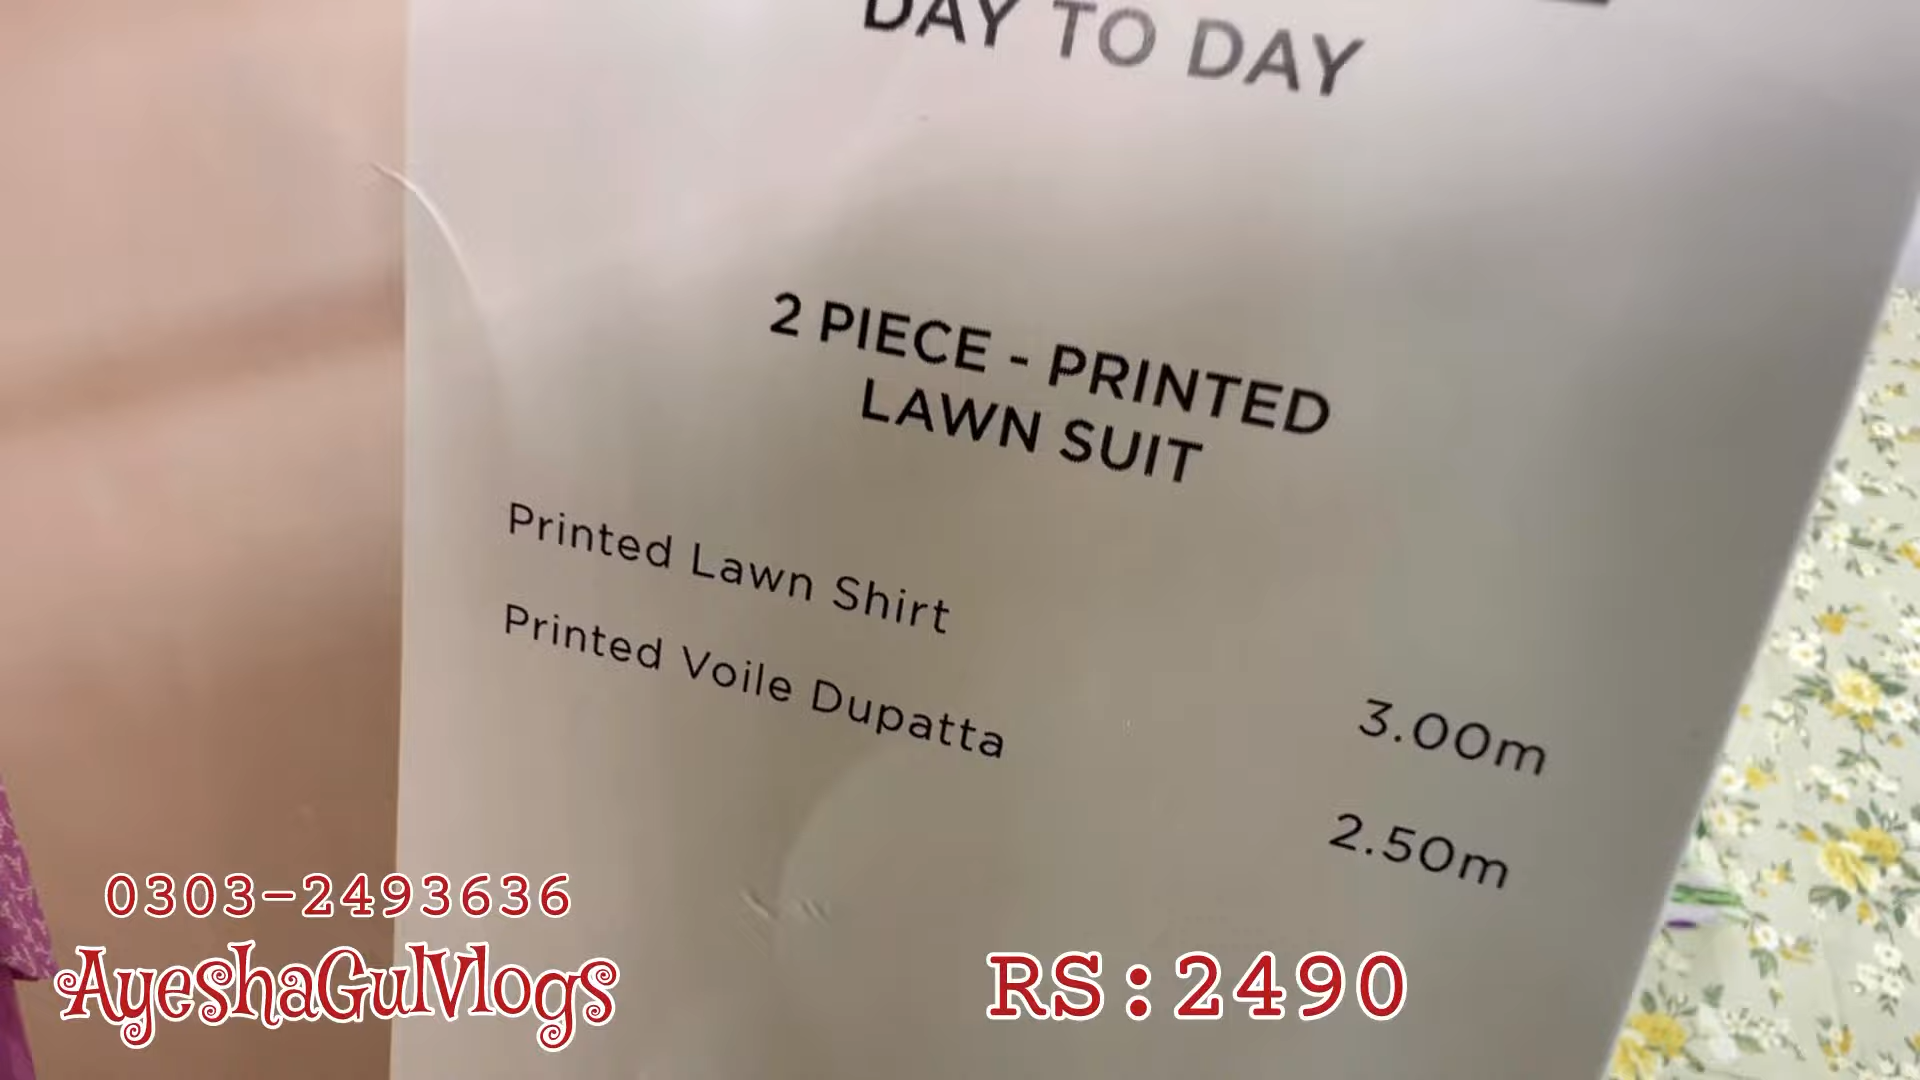 DAY TO DAY
2 PIECE - PRINTED
LAWN SUIT
Printed Lawn Shirt 3.00m
Printed Voile Dupatta 2.50m
0303-2493636
AyeshaGulVlogs
RS:2490